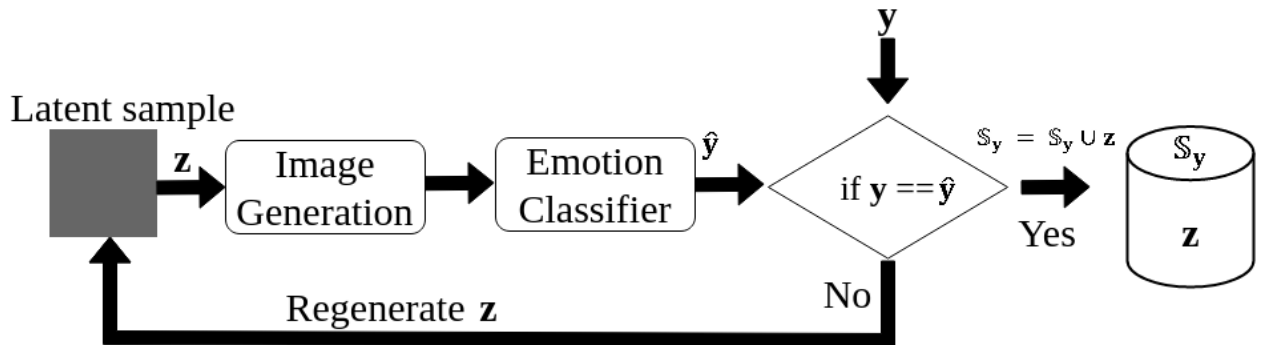 Latent sample
z
Image
Generation
Emotion
Classifier
ŷ
y
if y == ŷ
𝕊y = 𝕊y ∪ z
Yes
𝕊y
z
No
Regenerate z